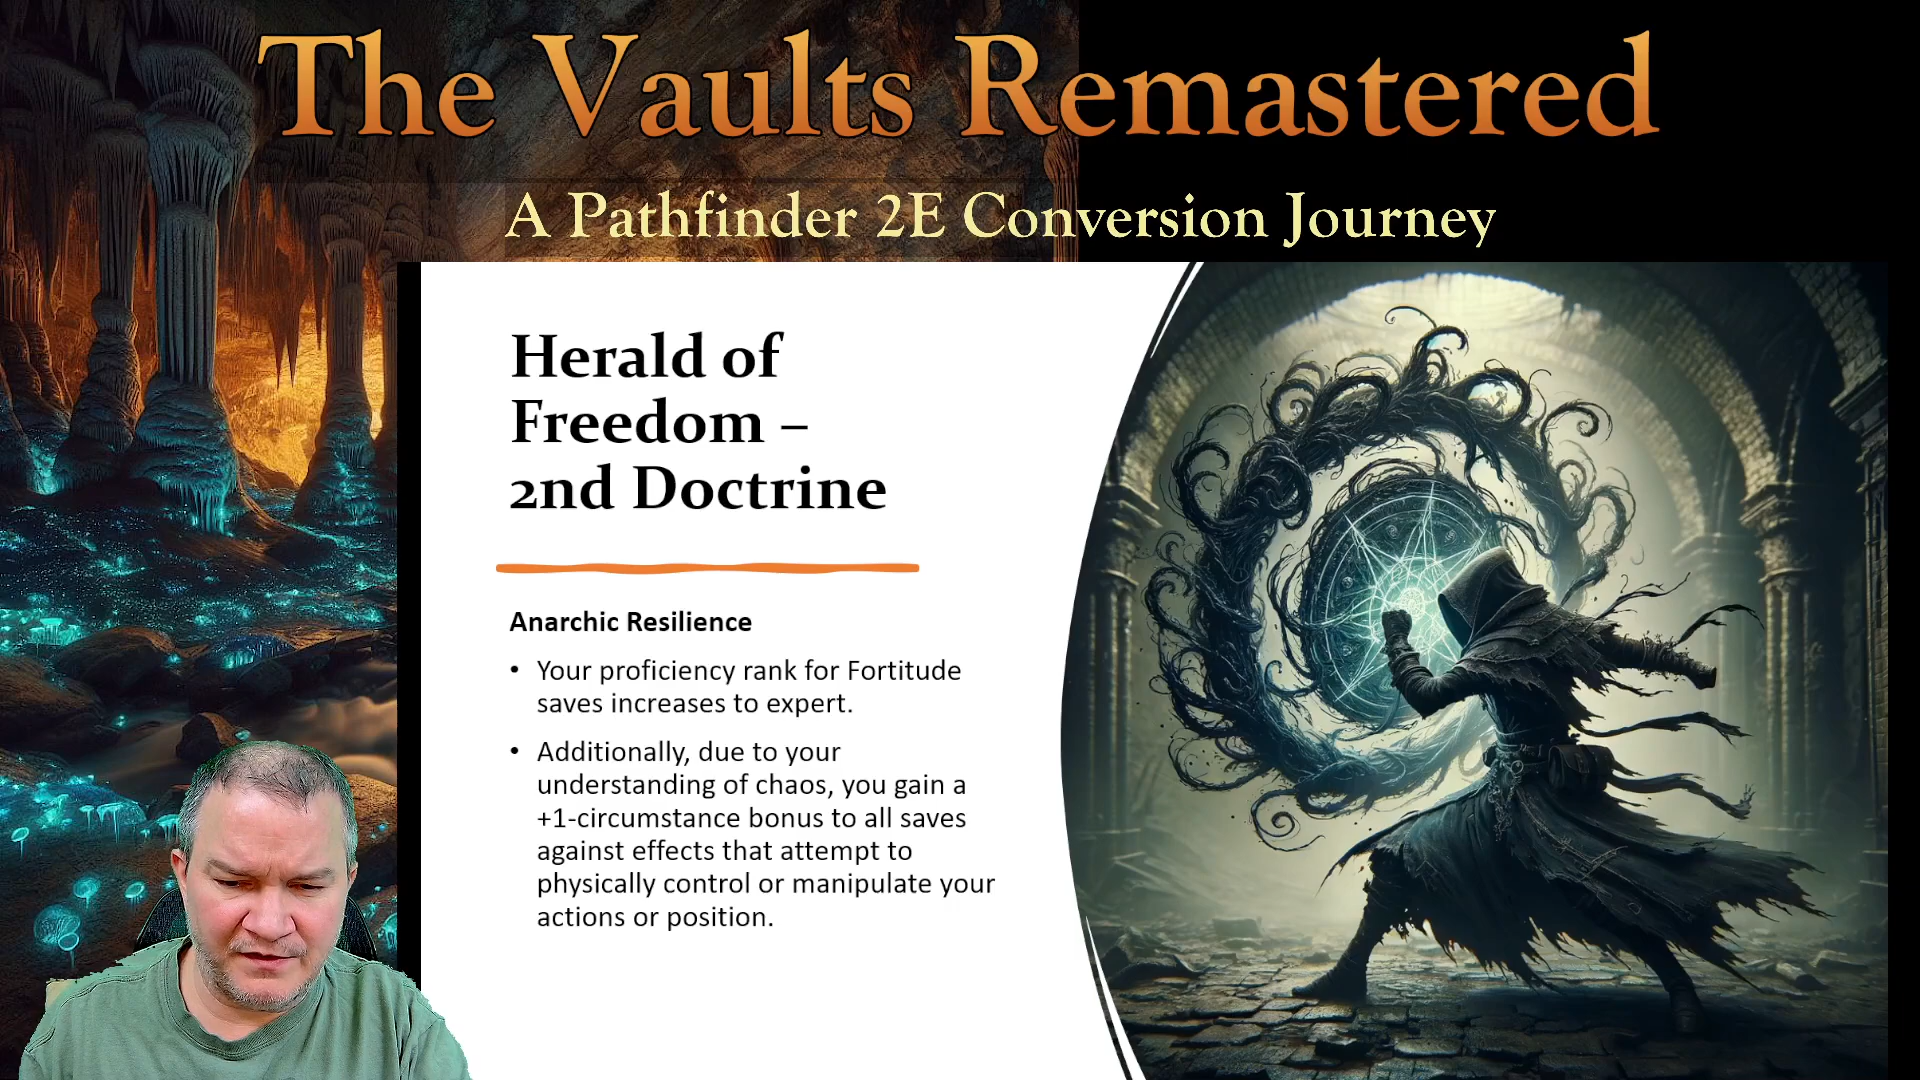 The Vaults Remastered
A Pathfinder 2E Conversion Journey
Herald of
Freedom –
2nd Doctrine
Anarchic Resilience
• Your proficiency rank for Fortitude
saves increases to expert.
• Additionally, due to your
understanding of chaos, you gain a
+1-circumstance bonus to all saves
against effects that attempt to
physically control or manipulate your
actions or position.